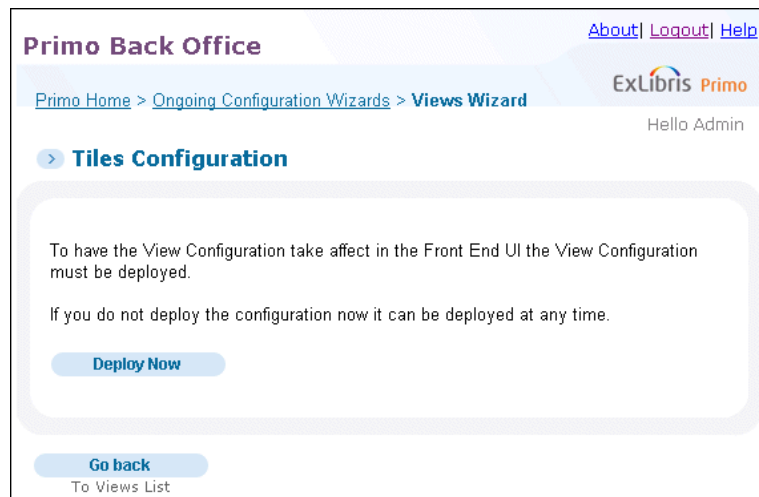 About| Logout| Help
Primo Back Office
ExLibris Primo
Primo Home > Ongoing Configuration Wizards > Views Wizard
Hello Admin
> Tiles Configuration
To have the View Configuration take affect in the Front End UI the View Configuration
must be deployed.
If you do not deploy the configuration now it can be deployed at any time.
Deploy Now
Go back
To Views List